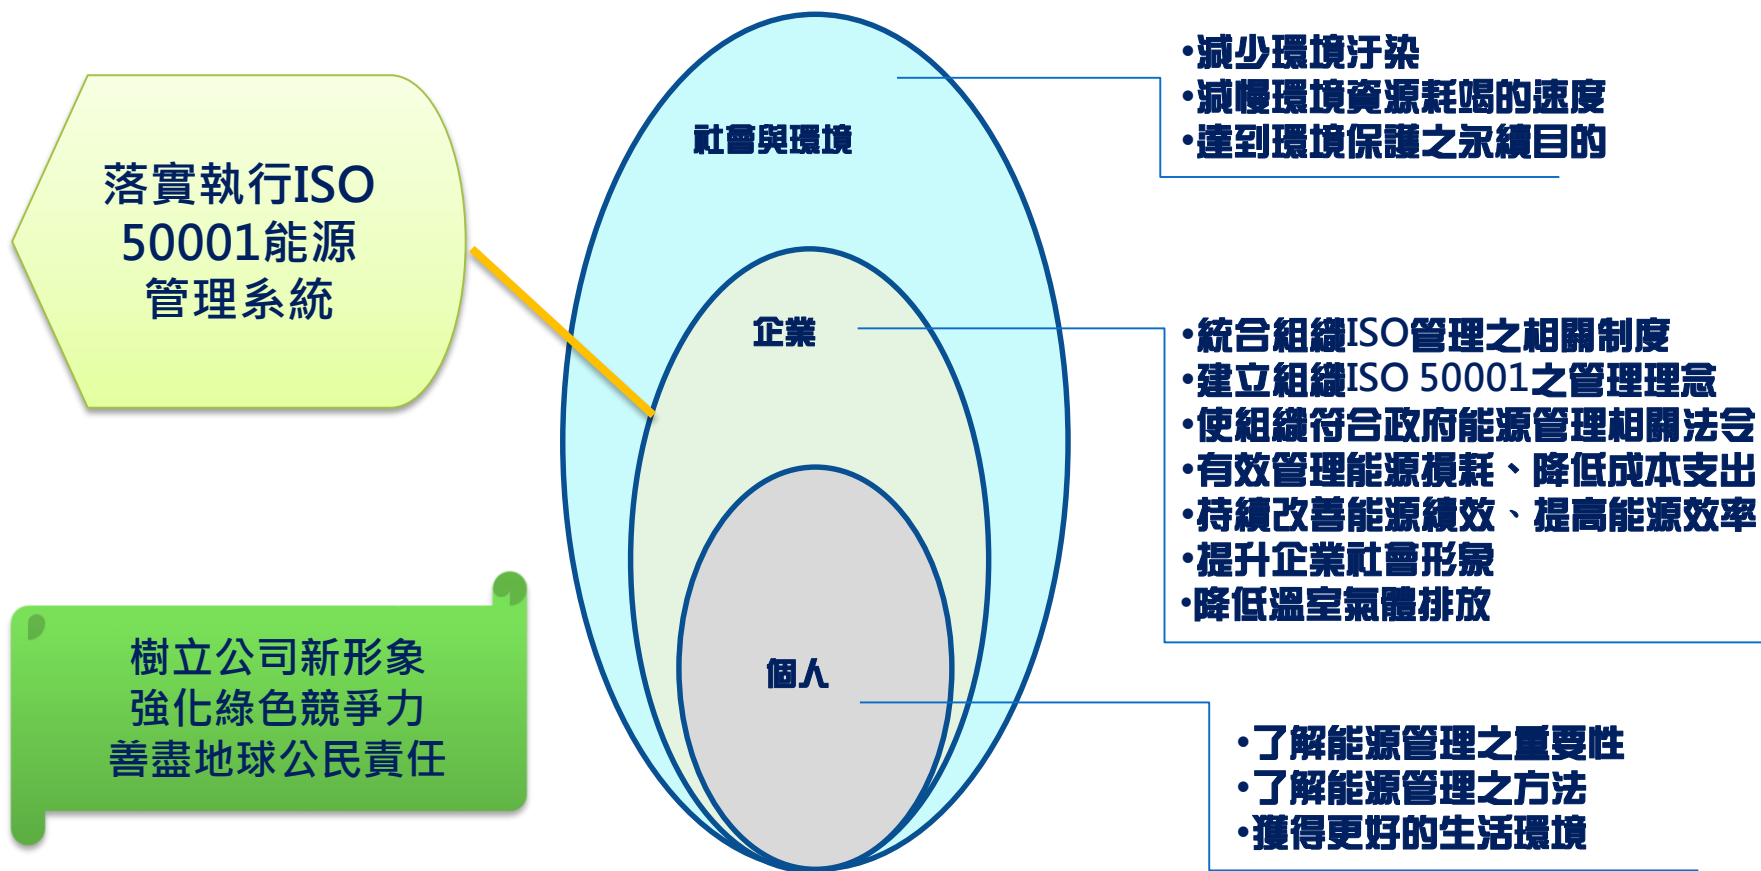 落實執行ISO
50001能源
管理系統
樹立公司新形象
強化綠色競爭力
善盡地球公民責任
社會與環境
企業
個人
•減少環境汙染
•減慢環境資源耗竭的速度
•達到環境保護之永續目的
•統合組織ISO管理之相關制度
•建立組織ISO 50001之管理理念
•使組織符合政府能源管理相關法令
•有效管理能源損耗、降低成本支出
•持續改善能源績效、提高能源效率
•提升企業社會形象
•降低溫室氣體排放
•了解能源管理之重要性
•了解能源管理之方法
•獲得更好的生活環境